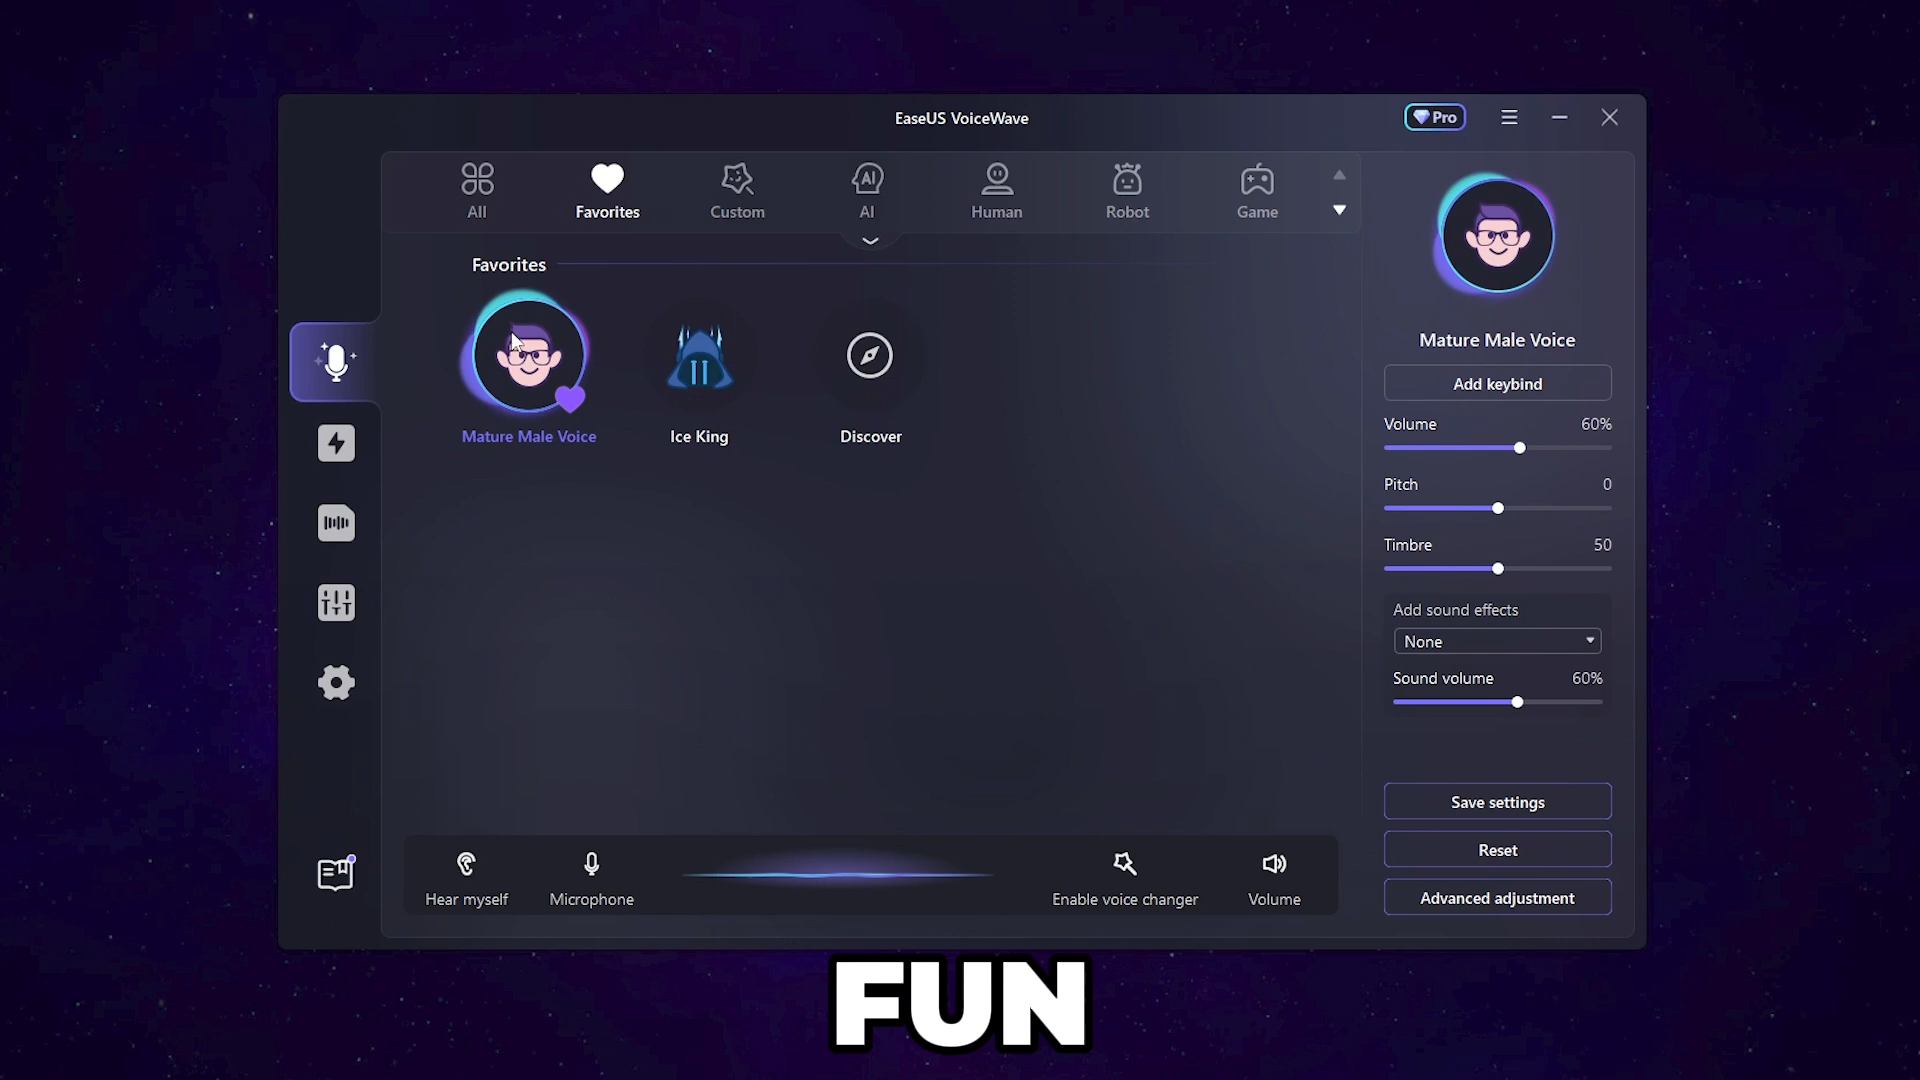 EaseUS VoiceWave
Pro
All
Favorites
Custom
AI
AI
Human
Robot
Game
Favorites
Mature Male Voice
Ice King
Discover
Mature Male Voice
Add keybind
Volume 60%
Pitch 0
Timbre 50
Add sound effects
None
Sound volume 60%
Save settings
Reset
Advanced adjustment
Hear myself
Microphone
Enable voice changer
Volume
FUN